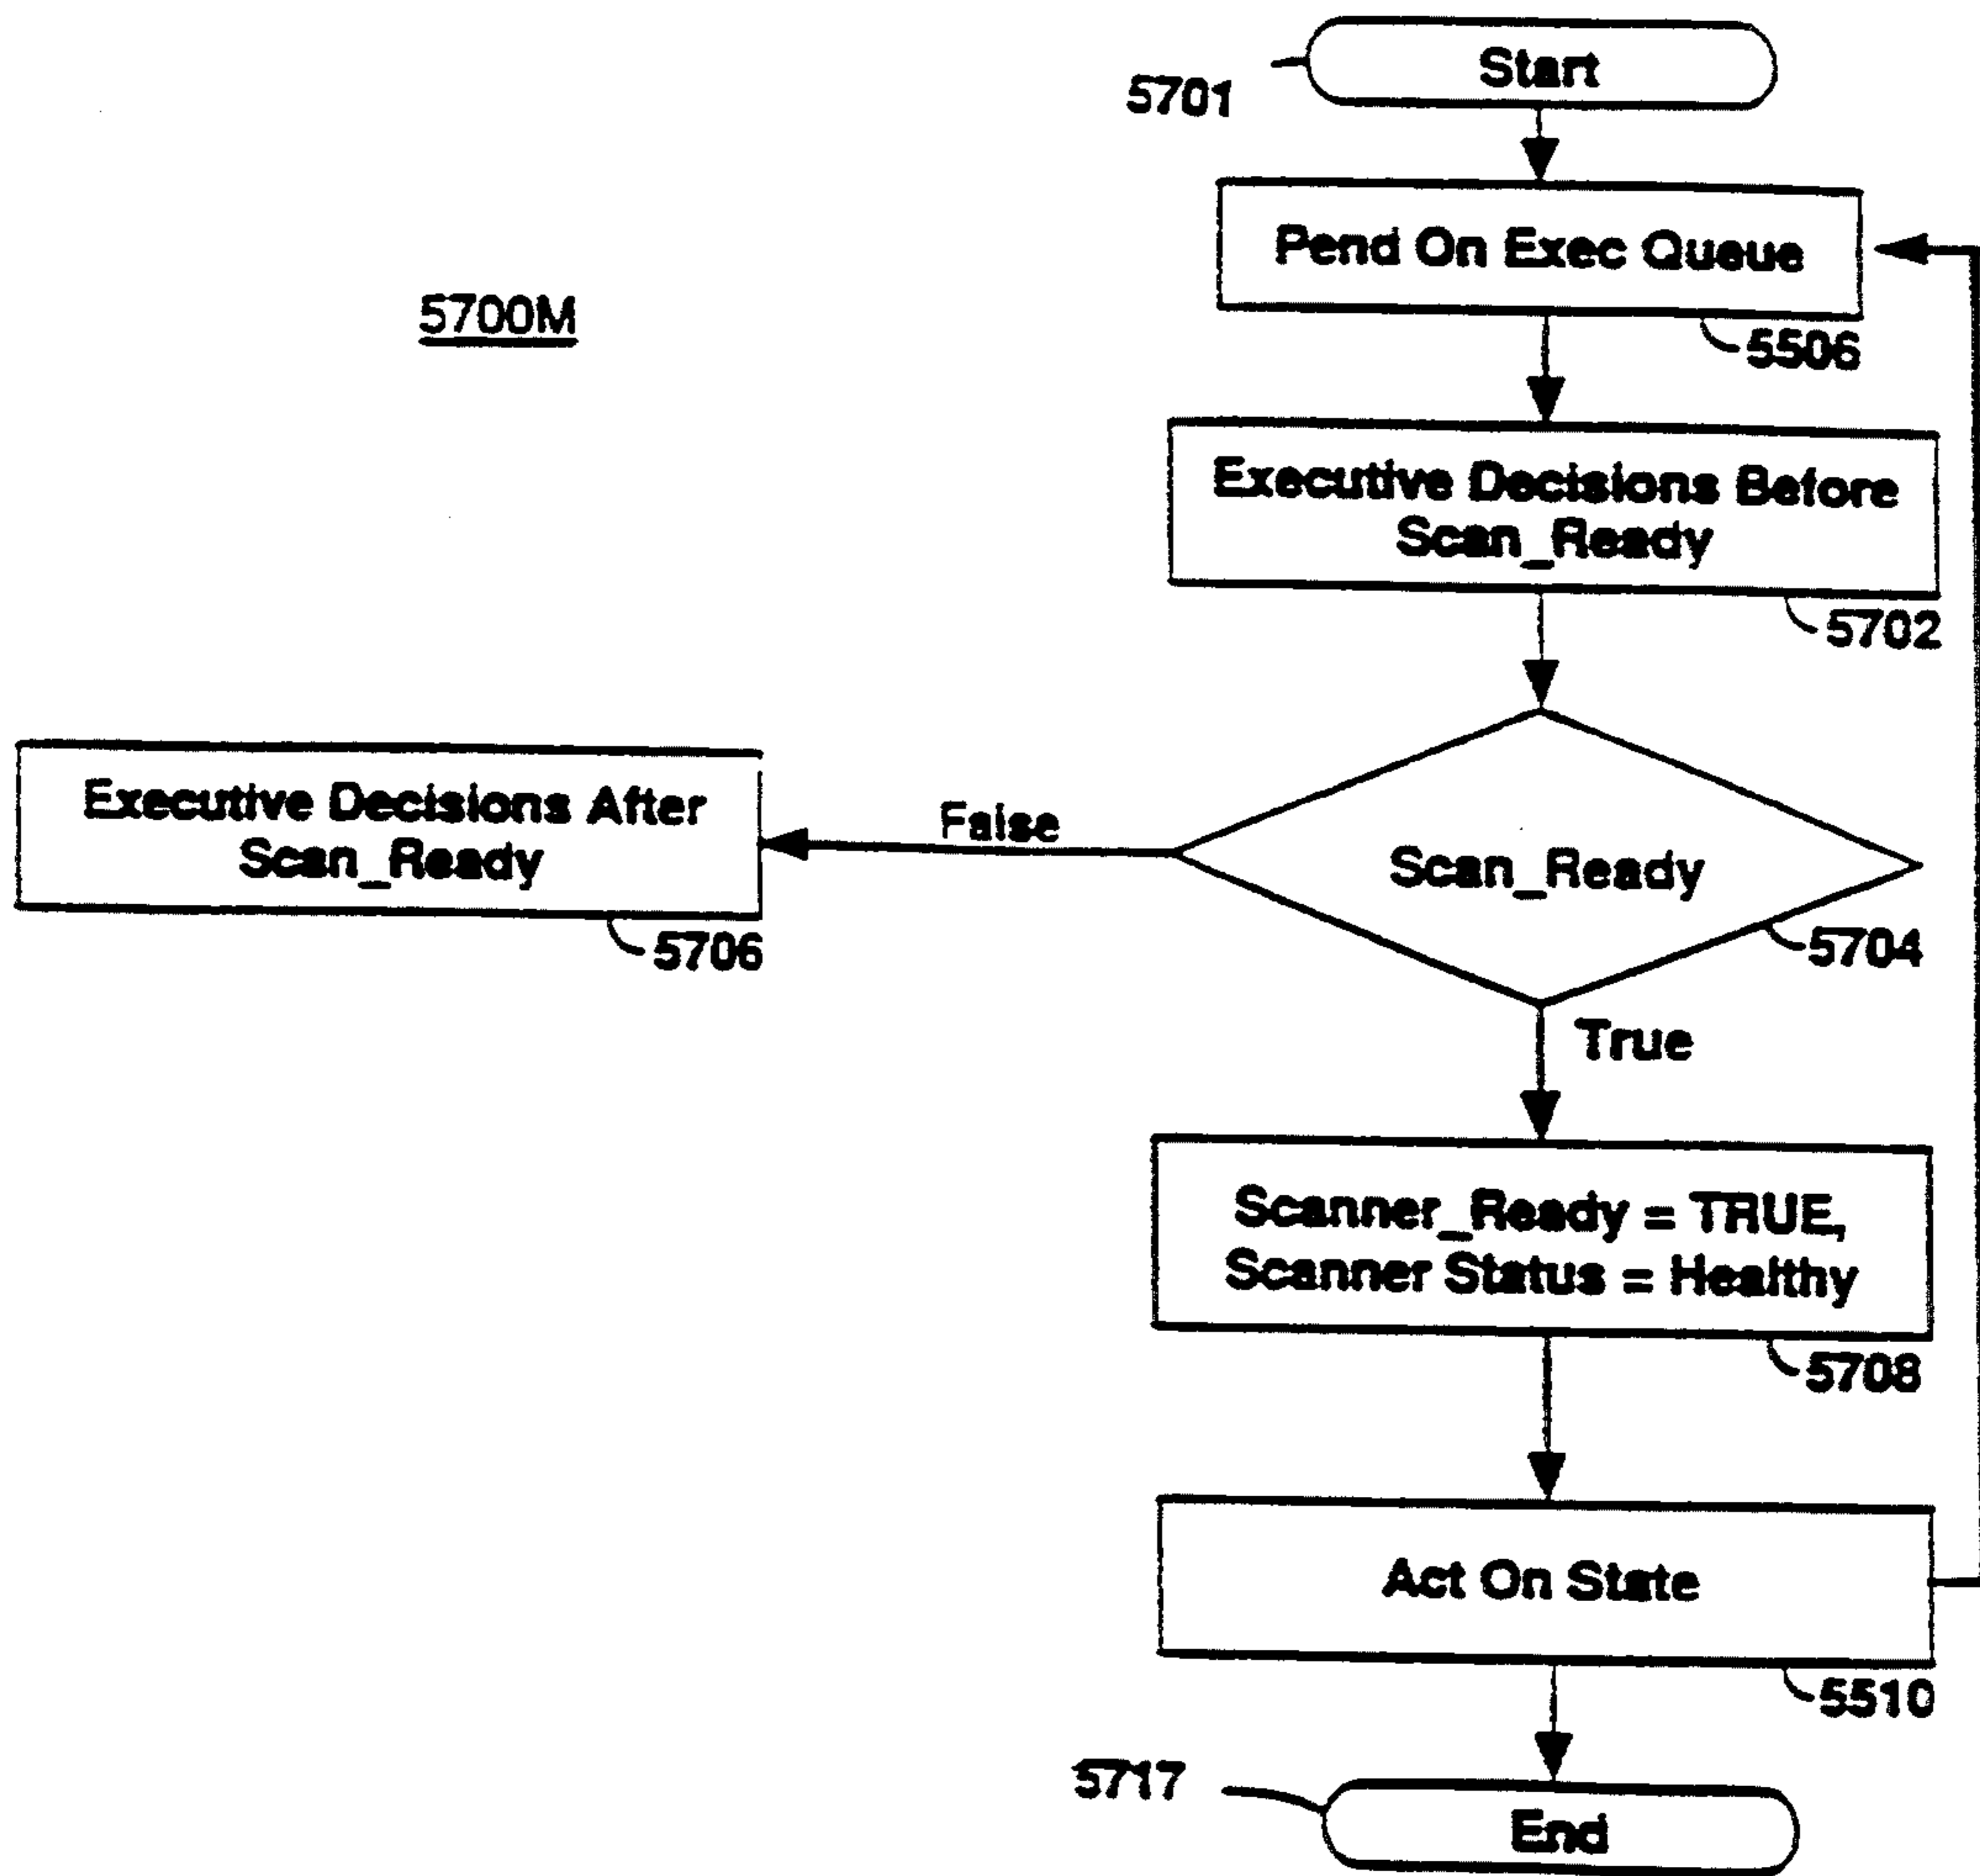 Start
5701
Pend On Exec Queue
5700M
5506
Executive Decisions Before
Scan_Ready
5702
Executive Decisions After
Scan_Ready
False
Scan_Ready
5706
5704
True
Scanner_Ready = TRUE,
Scanner Status = Healthy
5708
Act On State
5510
5717
End